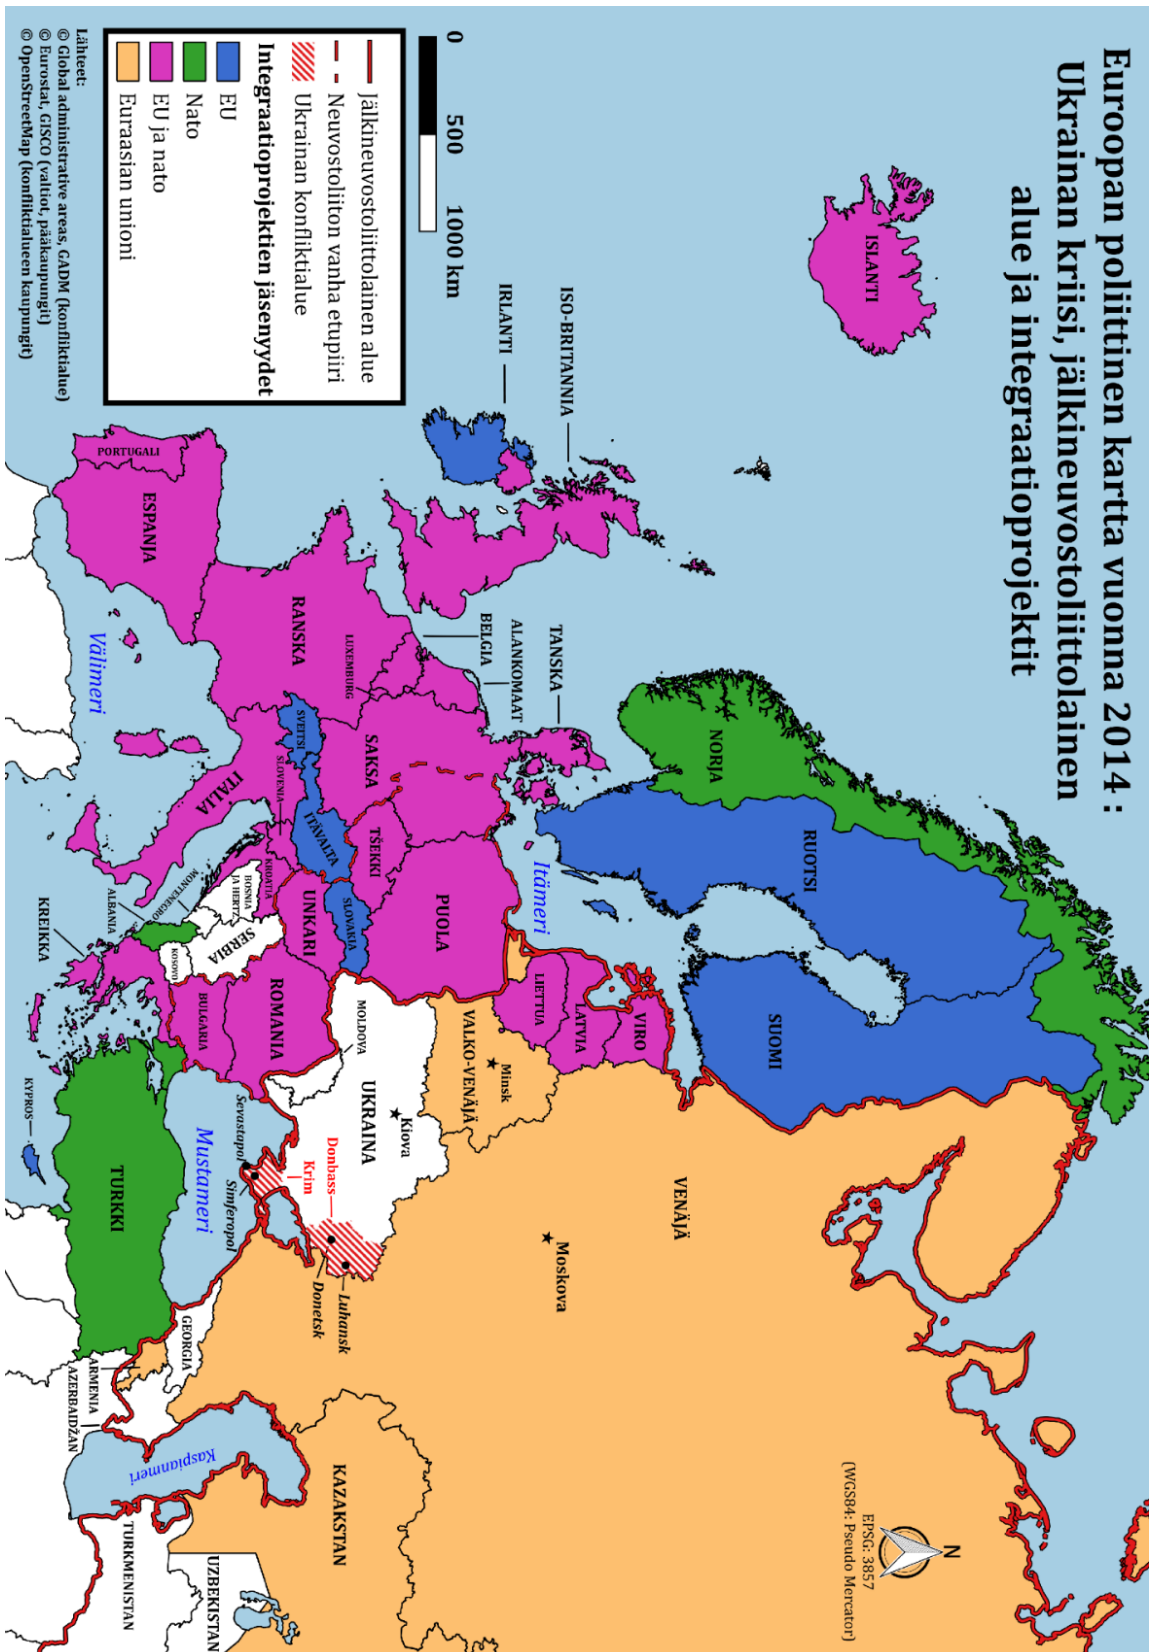 Euroopan poliittinen kartta vuonna 2014 :
Ukrainan kriisi, jälkineuvostoliittolainen
alue ja integraatioprojektit
0
500
1000 km
Jälkineuvostoliittolainen alue
Neuvostoliiton vanha etupiiri
Ukrainan konfliktialue
Integraatioprojektien jäsenyydet
EU
Nato
EU ja nato
Euraasian unioni
Lähteet:
© Global administrative areas, GADM (konfliktialue)
© Eurostat, GISCO (valtiot, pääkaupungit)
© OpenStreetMap (konfliktialueen kaupungit)
ISLANTI
ISO-BRITANNIA
IRLANTI
TANSKA
ALANKOMAAT
BELGIA
LUXEMBURG
PORTUGALI
ESPANJA
RANSKA
Välimeri
SVEITSI
SAKSA
ITALIA
SLOVENIA
ITÄVALTA
TŠEKKI
KROATIA
BOSNIA
JA HERTZ.
MONTENEGRO
ALBANIA
KREIKKA
SERBIA
KOSOVO
UNKARI
SLOVAKIA
PUOLA
NORJA
RUOTSI
SUOMI
Itämeri
VIRO
LATVIA
LIETTUA
VALKO-VENÄJÄ
Minsk
MOLDOVA
ROMANIA
BULGARIA
UKRAINA
Kiova
Donbass
Krim
Sevastapol
Simferopol
Donetsk
Luhansk
Mustameri
TURKKI
KYPROS
VENÄJÄ
Moskova
GEORGIA
ARMENIA
AZERBAIDŽAN
Kaspianmeri
KAZAKSTAN
TURKMENISTAN
UZBEKISTAN
N
EPSG: 3857
(WGS84: Pseudo Mercator)